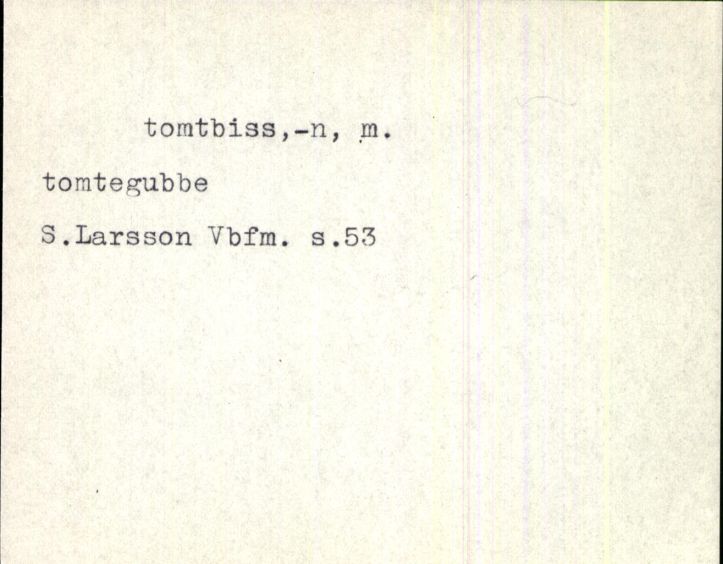 tomtbiss,-n, m.
tomtegubbe
S.Larsson Vbfm. s.53